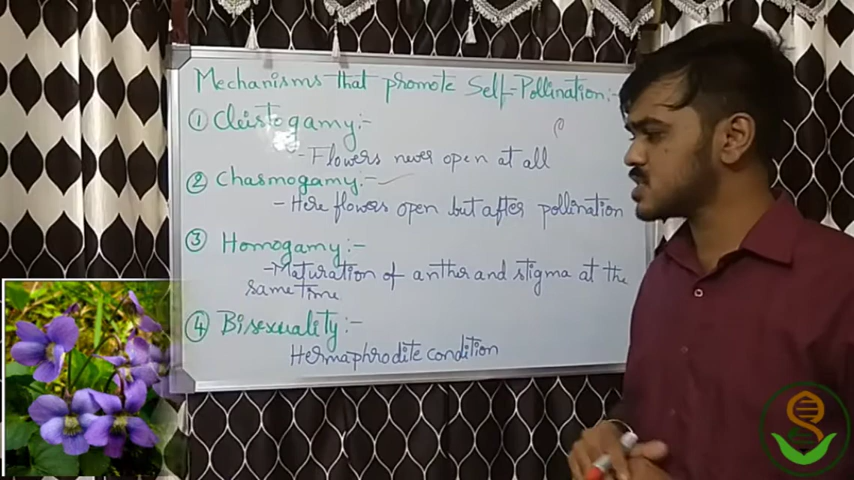 Mechanisms that promote Self-Pollination:-
① Cleistogamy:-
- Flowers never open at all
② Chasmogamy:-
- Here flowers open but after pollination
③ Homogamy:-
- Maturation of anther and stigma at the
same time
④ Bisexuality:-
Hermaphrodite condition